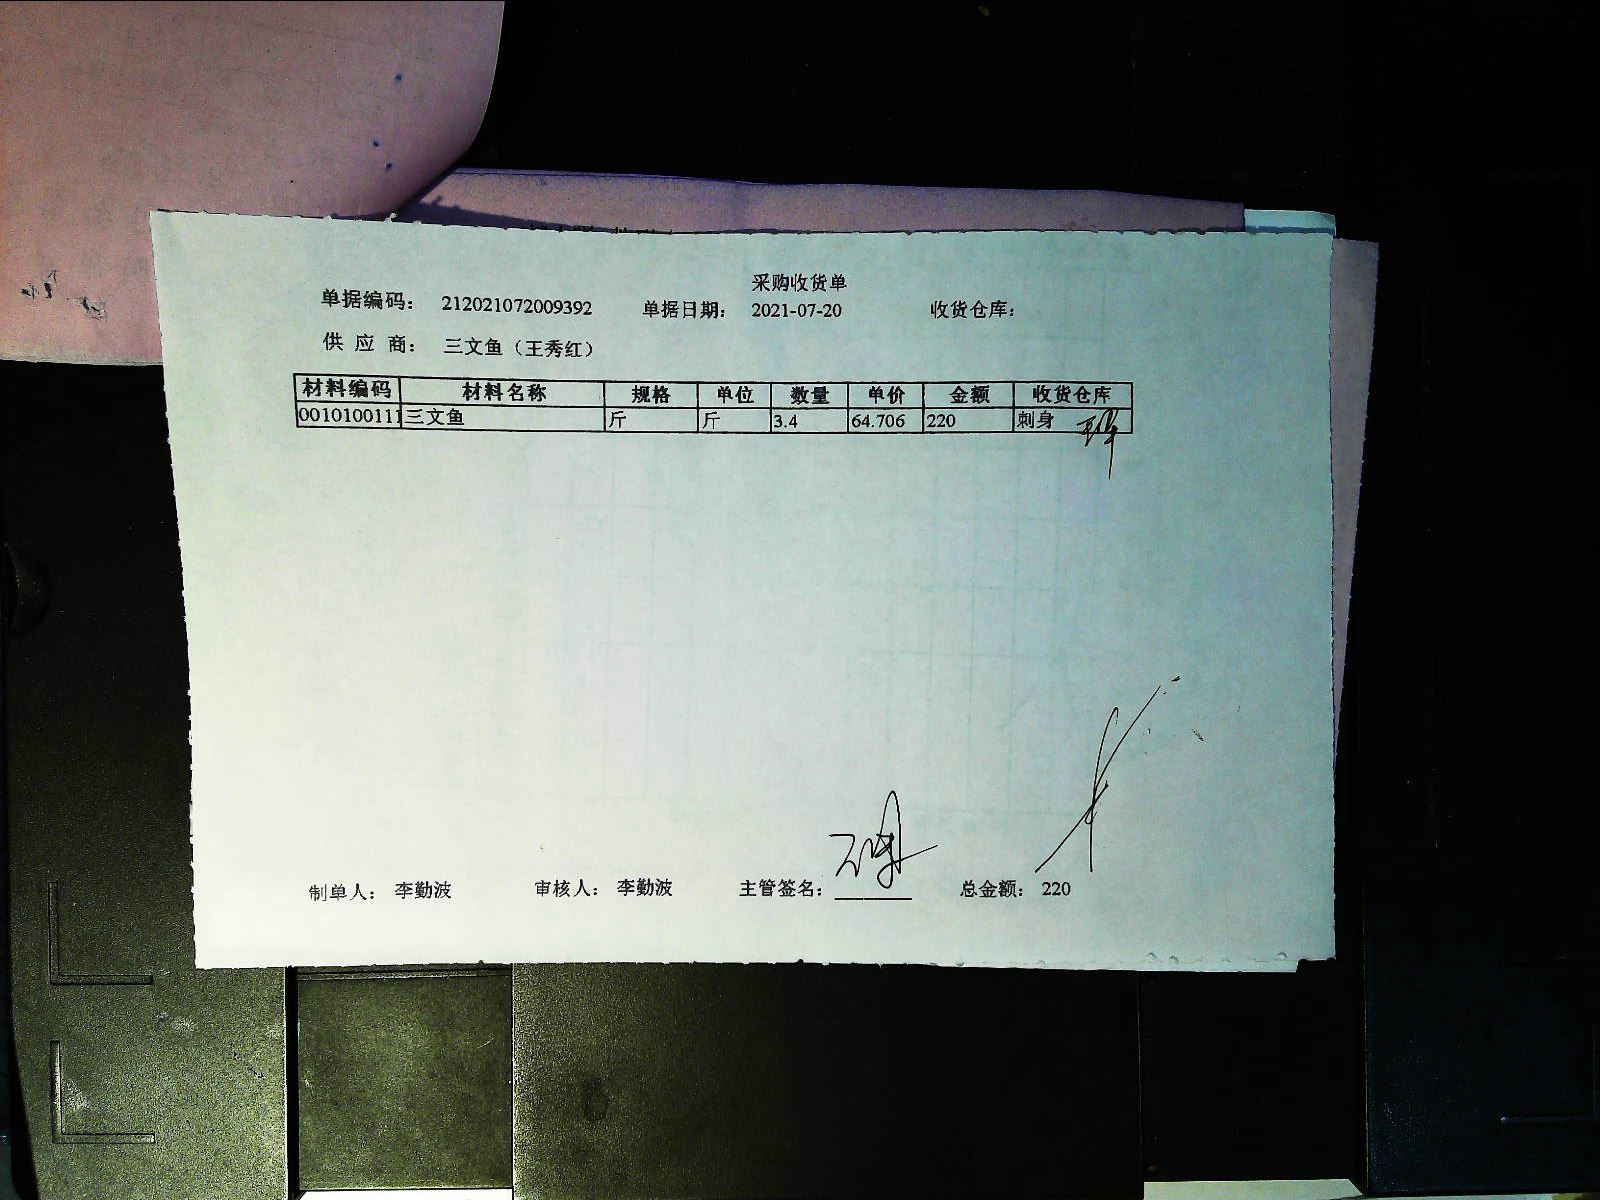 采购收货单
单据编码： 212021072009392 单据日期： 2021-07-20 收货仓库：
供 应 商： 三文鱼（王秀红）
材料编码 材料名称 规格 单位 数量 单价 金额 收货仓库
0010100111 三文鱼 斤 斤 3.4 64.706 220 刺身
制单人： 李勤波 审核人： 李勤波 主管签名： 总金额： 220